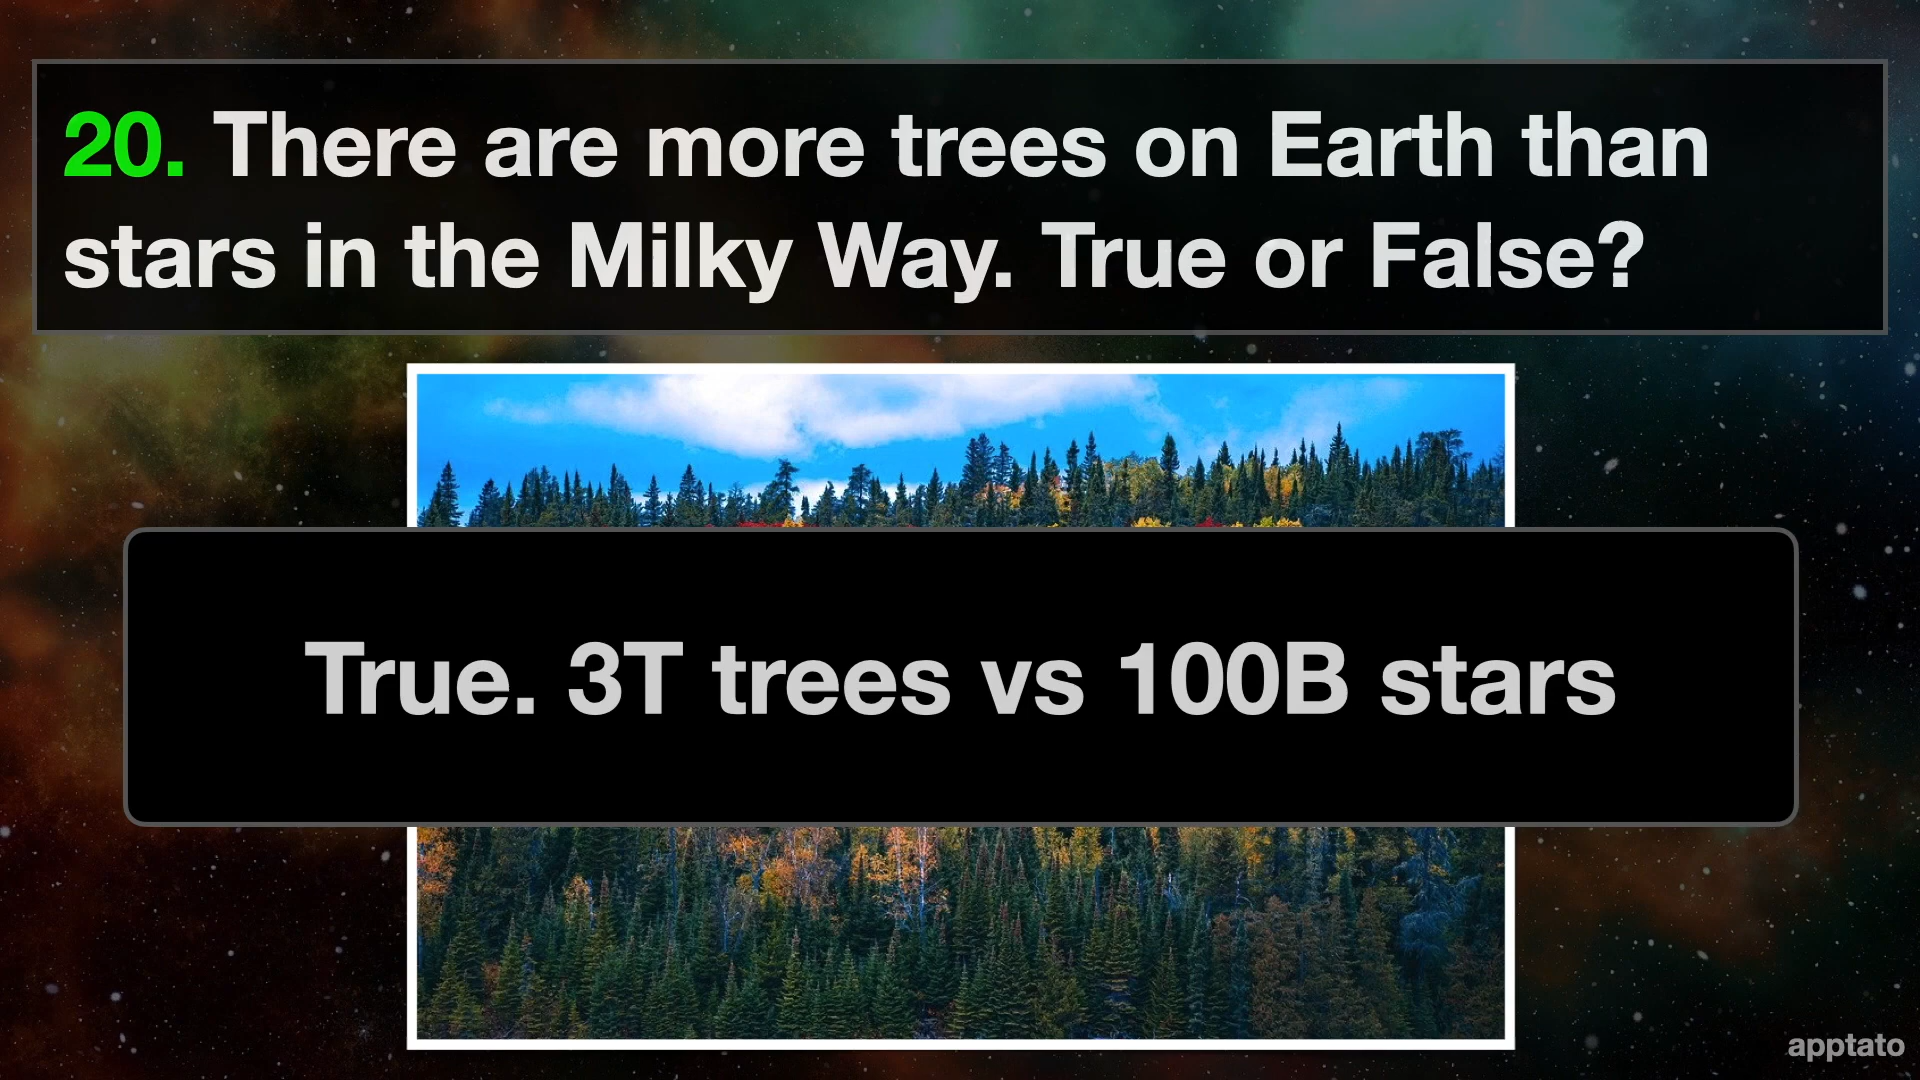 20. There are more trees on Earth than
stars in the Milky Way. True or False?
True. 3T trees vs 100B stars
apptato